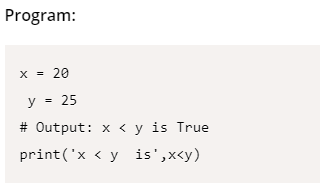 Program:
x = 20
 y = 25
# Output: x < y is True
print('x < y  is',x<y)